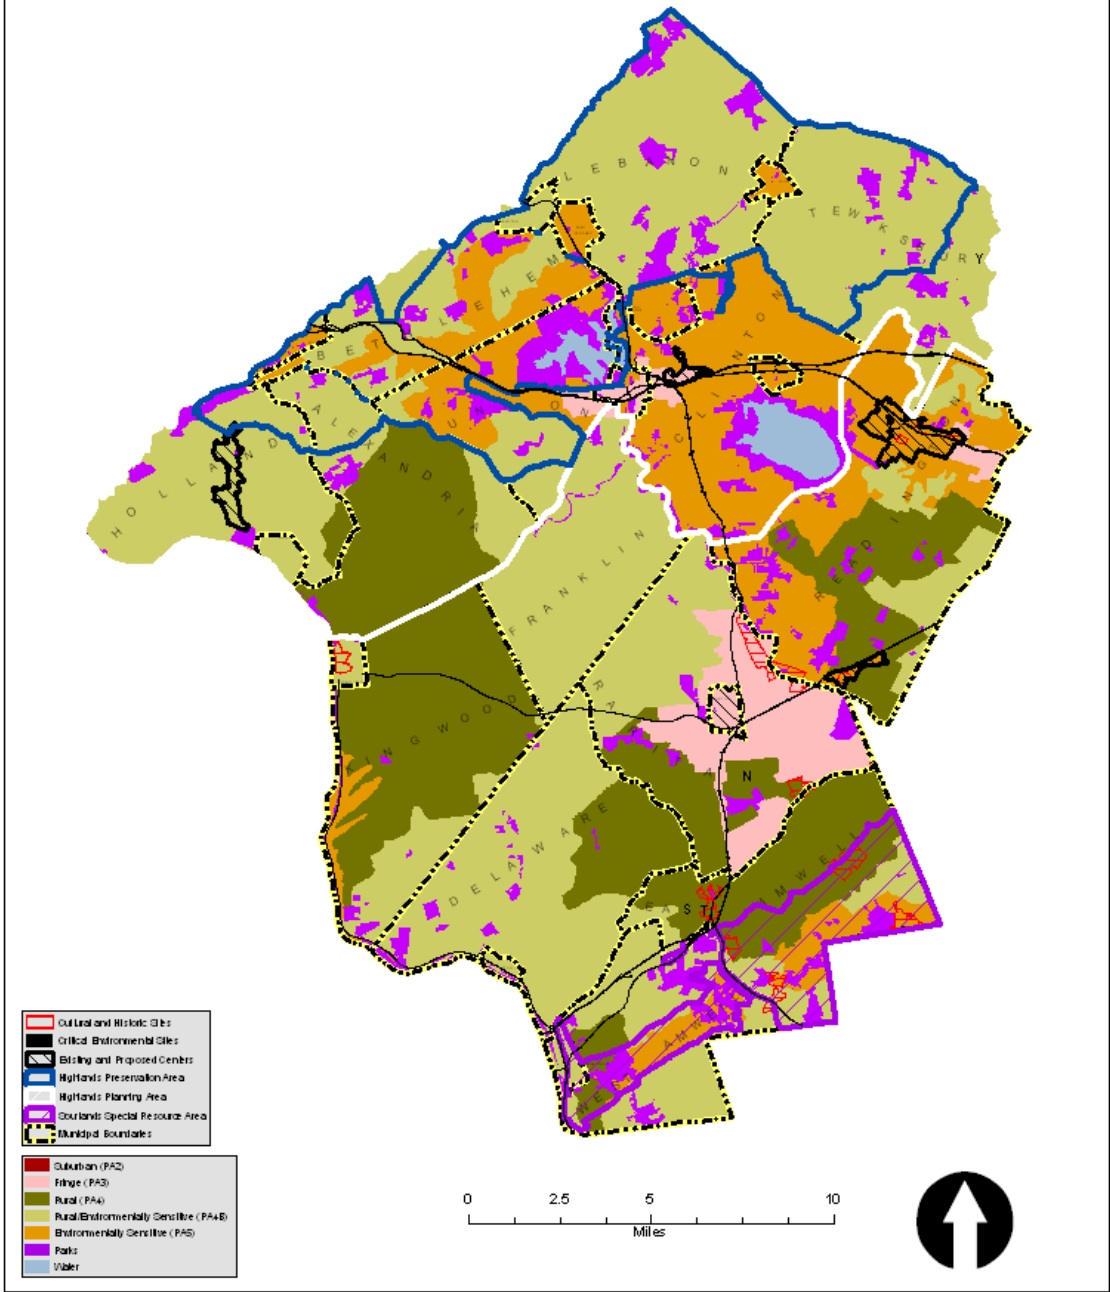 LEBANON
TEWKSBURY
BETHLEHEM
CLINTON
UNION
HOLLAND
ALEXANDRIA
READINGTON
FRANKLIN
KINGWOOD
RARITAN
DELAWARE
EAST AMWELL
WEST AMWELL
Cultural and Historic Sites
Critical Environmental Sites
Existing and Proposed Centers
Highlands Preservation Area
Highlands Planning Area
Sourlands Special Resource Area
Municipal Boundaries
Suburban (PA2)
Fringe (PA3)
Rural (PA4)
Rural/Environmentally Sensitive (PA4B)
Environmentally Sensitive (PA5)
Parks
Water
0 2.5 5 10
Miles